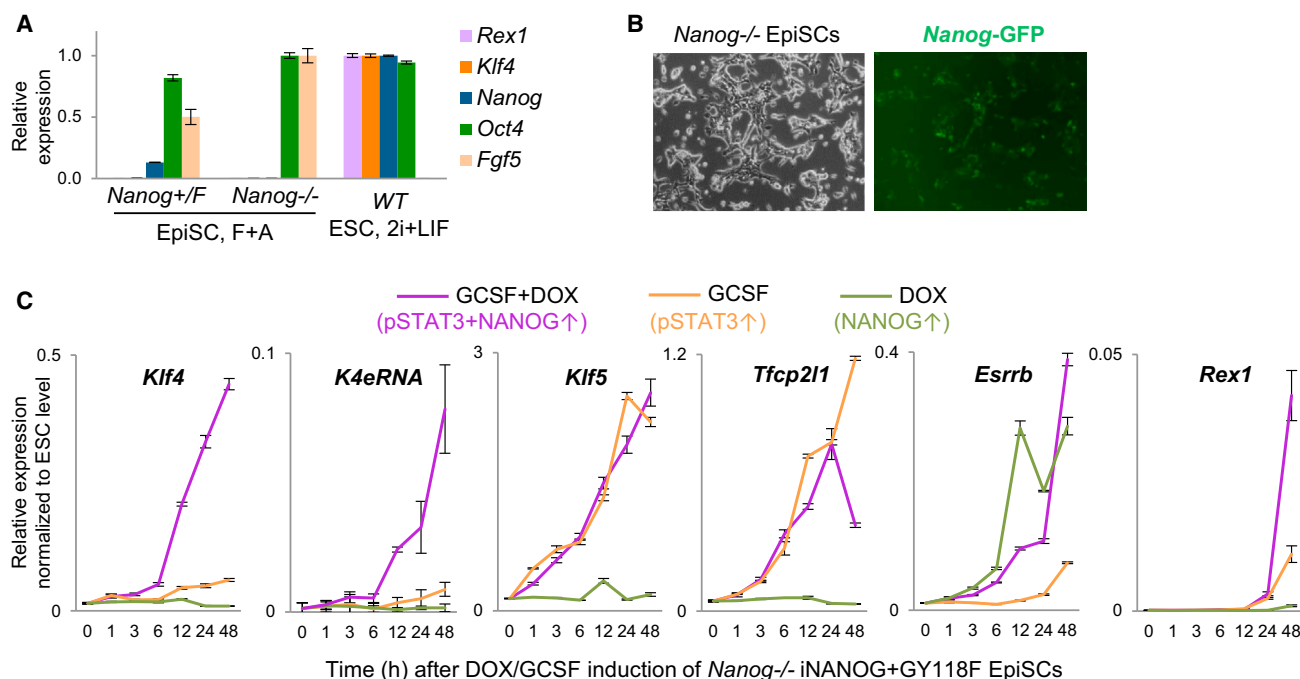 A
Relative expression
1.0
0.5
0.0
Nanog+/F
Nanog-/-
WT
EpiSC, F+A
ESC, 2i+LIF
Rex1
Klf4
Nanog
Oct4
Fgf5
B
Nanog-/- EpiSCs
Nanog-GFP
C
GCSF+DOX
(pSTAT3+NANOG↑)
GCSF
(pSTAT3↑)
DOX
(NANOG↑)
Relative expression
normalized to ESC level
0.5
Klf4
0
0 1 3 6 12 24 48
0.1
K4eRNA
0
0 1 3 6 12 24 48
3
Klf5
0
0 1 3 6 12 24 48
1.2
Tfcp2l1
0
0 1 3 6 12 24 48
0.4
Esrrb
0
0 1 3 6 12 24 48
0.05
Rex1
0
0 1 3 6 12 24 48
Time (h) after DOX/GCSF induction of Nanog-/- iNANOG+GY118F EpiSCs